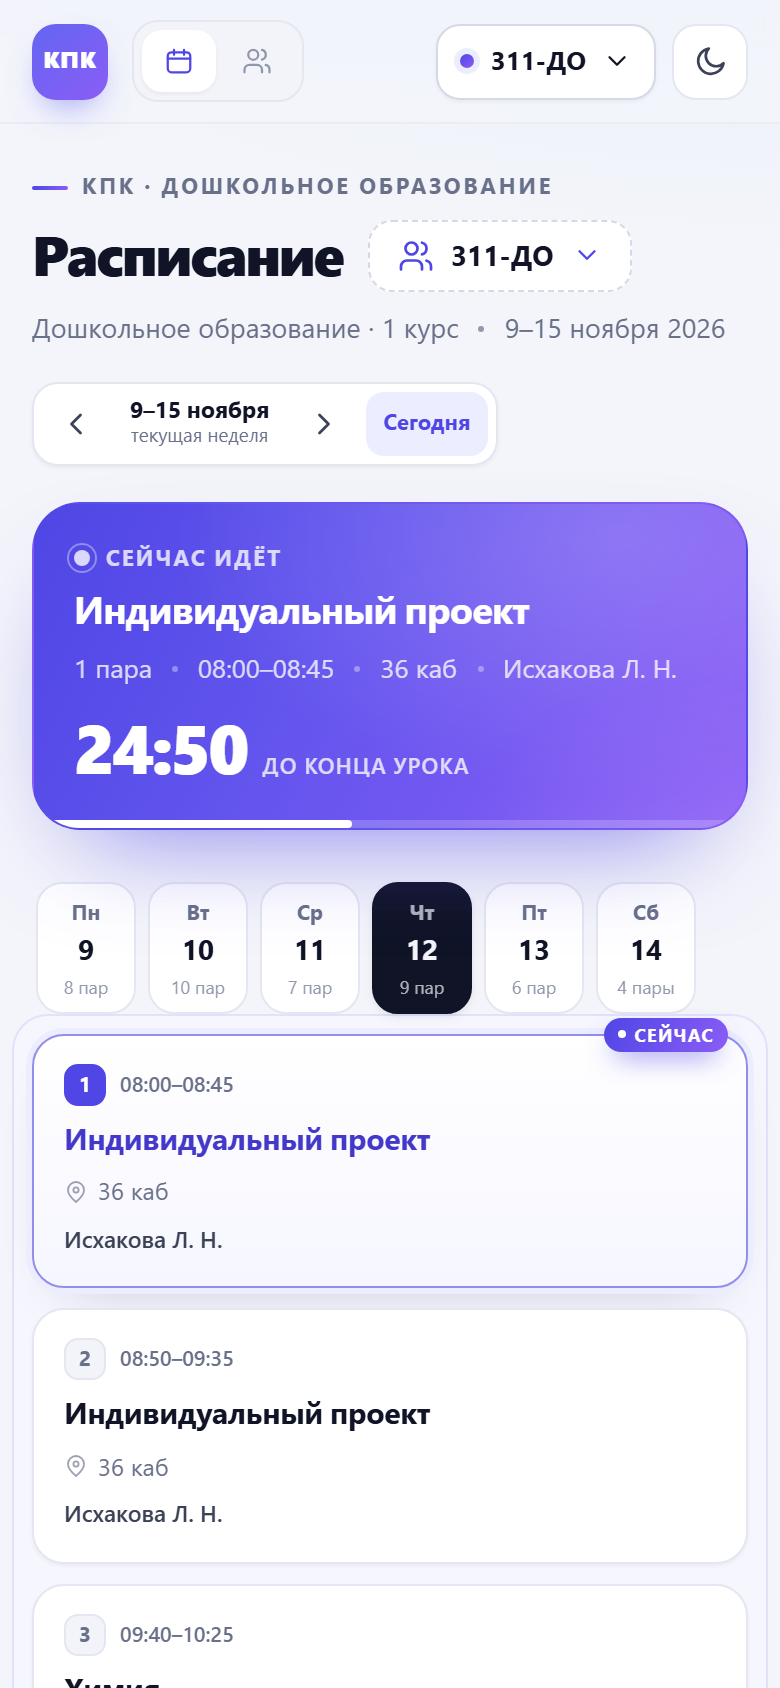 КПК
311-ДО
КПК · ДОШКОЛЬНОЕ ОБРАЗОВАНИЕ
Расписание
311-ДО
Дошкольное образование · 1 курс • 9–15 ноября 2026
9–15 ноября
текущая неделя
Сегодня
СЕЙЧАС ИДЁТ
Индивидуальный проект
1 пара • 08:00–08:45 • 36 каб • Исхакова Л. Н.
24:50 ДО КОНЦА УРОКА
Пн Вт Ср Чт Пт Сб
9 10 11 12 13 14
8 пар 10 пар 7 пар 9 пар 6 пар 4 пары
СЕЙЧАС
1 08:00–08:45
Индивидуальный проект
36 каб
Исхакова Л. Н.
2 08:50–09:35
Индивидуальный проект
36 каб
Исхакова Л. Н.
3 09:40–10:25
Химия